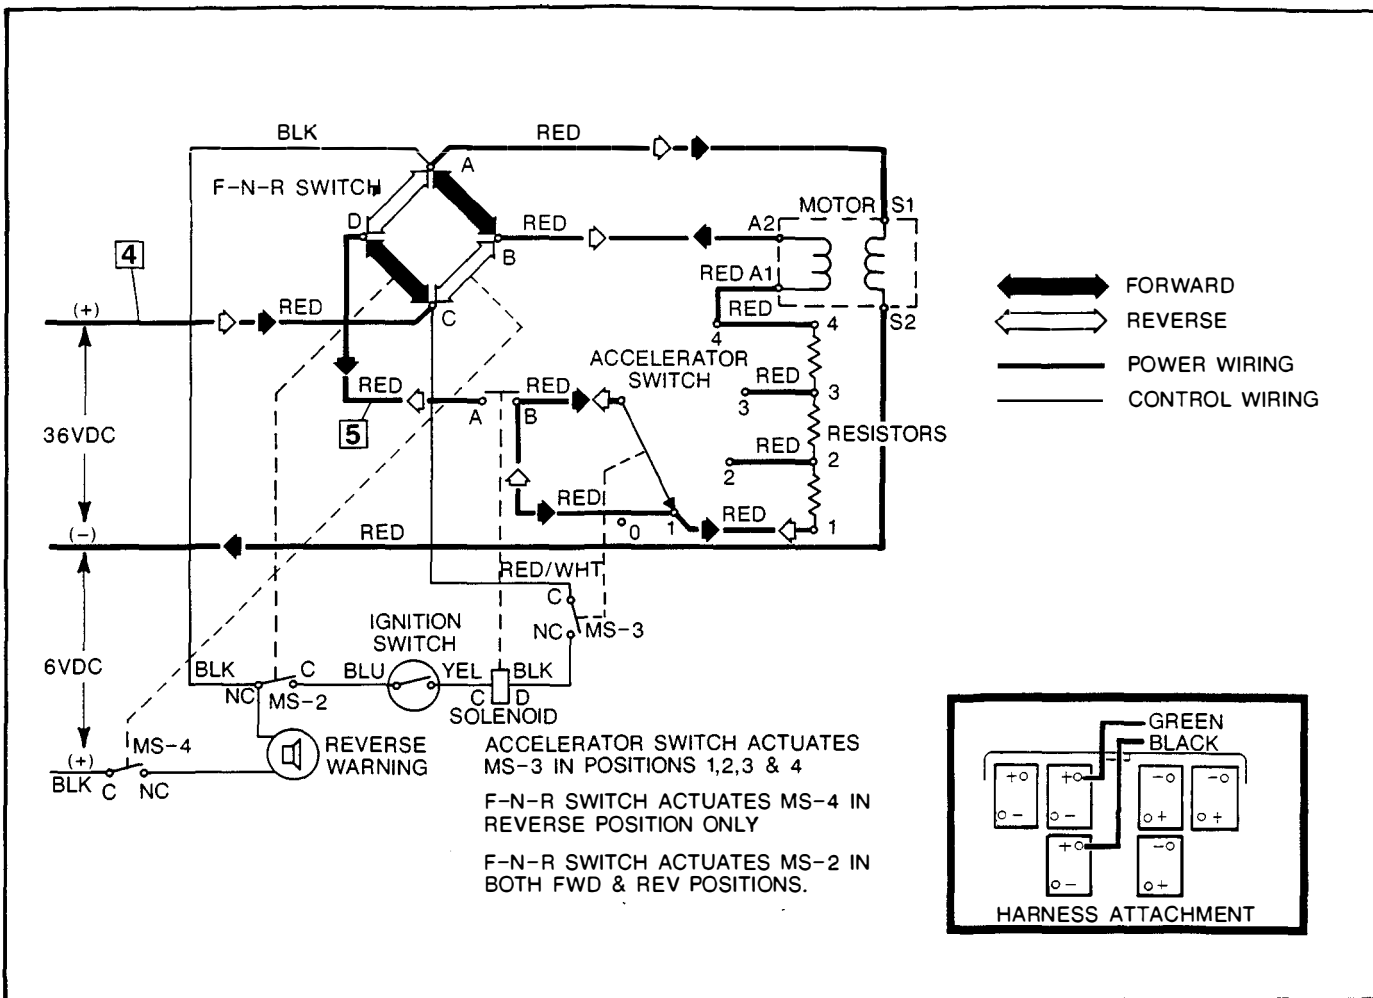 BLK
RED
A
F-N-R SWITCH
D
RED
A2
MOTOR
S1
B
4
(+)
RED
C
RED A1
RED
4
4
S2
FORWARD
REVERSE
POWER WIRING
CONTROL WIRING
ACCELERATOR
SWITCH
RED
5
A
RED
B
RED
3
3
36VDC
RESISTORS
RED
2
2
RED
0
1
RED
1
(-)
RED
RED/WHT
C
NC
MS-3
IGNITION
SWITCH
6VDC
BLK
NC
C
MS-2
BLU
YEL
C
D
BLK
SOLENOID
MS-4
(+)
BLK
C
NC
REVERSE
WARNING
ACCELERATOR SWITCH ACTUATES
MS-3 IN POSITIONS 1,2,3 & 4
F-N-R SWITCH ACTUATES MS-4 IN
REVERSE POSITION ONLY
F-N-R SWITCH ACTUATES MS-2 IN
BOTH FWD & REV POSITIONS.
GREEN
BLACK
+ + - -
- - + +
+ -
- +
HARNESS ATTACHMENT